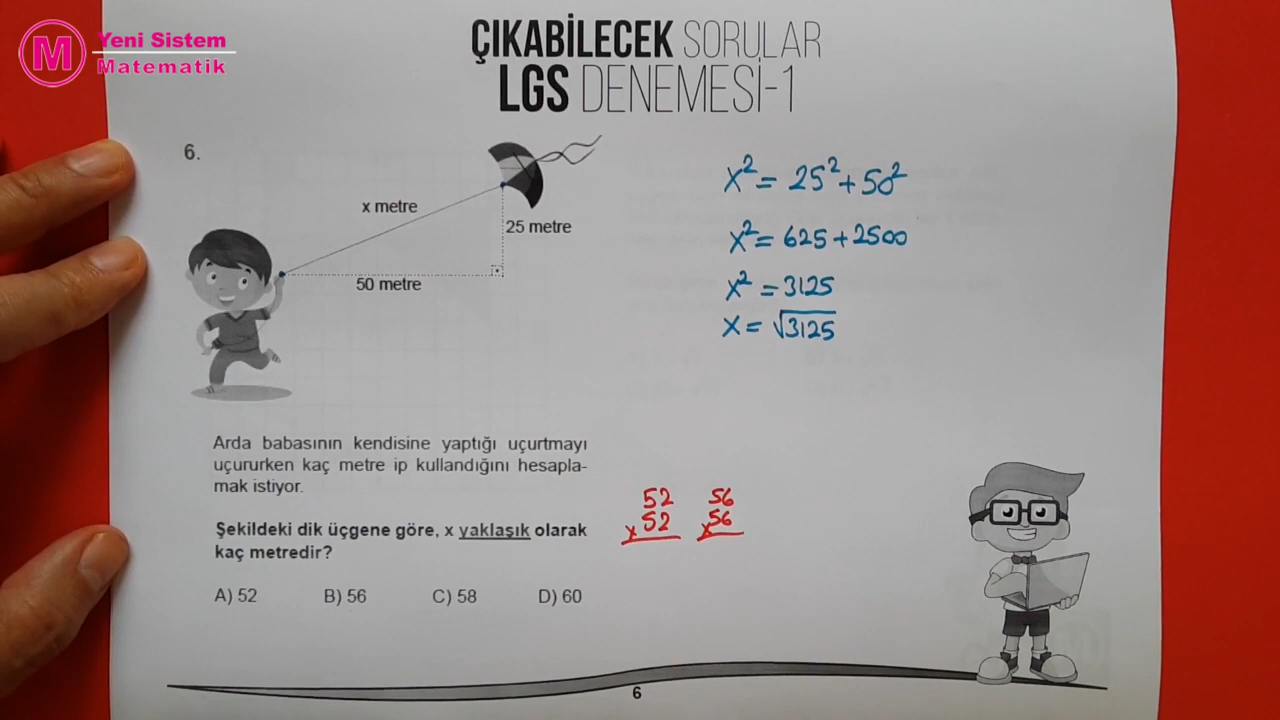 Yeni Sistem
M
Matematik
ÇIKABİLECEK SORULAR
LGS DENEMESİ-1
6.
x metre
25 metre
50 metre
x² = 25² + 50²
x² = 625 + 2500
x² = 3125
x = √3125
Arda babasının kendisine yaptığı uçurtmayı
uçururken kaç metre ip kullandığını hesapla-
mak istiyor.
Şekildeki dik üçgene göre, x yaklaşık olarak
kaç metredir?
A) 52 B) 56 C) 58 D) 60
52 56
x 52 x 56
6